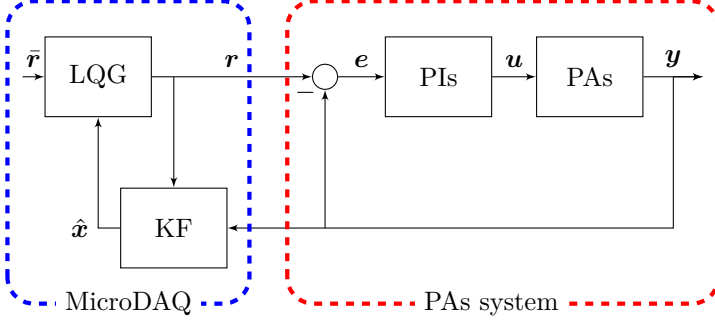 r̄ LQG r − e PIs u PAs y
x̂ KF
MicroDAQ PAs system